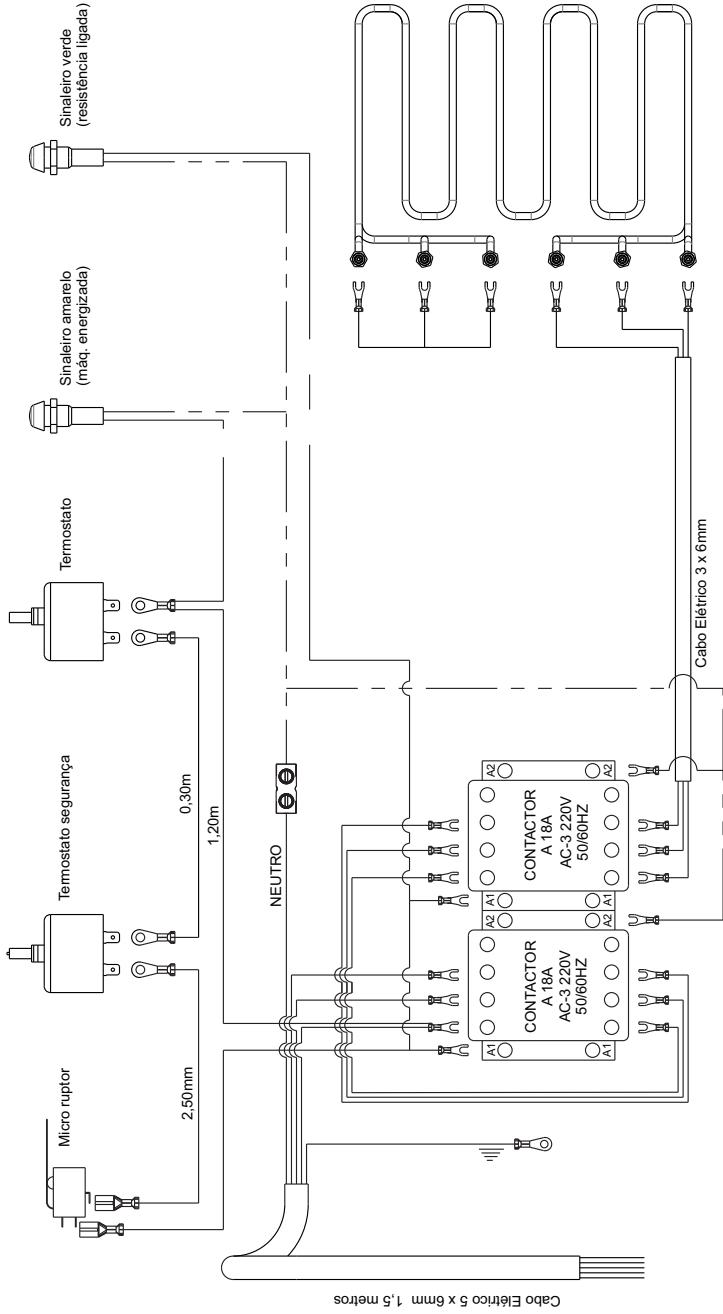 Sinaleiro verde
(resistência ligada)
Sinaleiro amarelo
(máq. energizada)
Termostato
Termostato segurança
Micro ruptor
0,30m
1,20m
2,50mm
NEUTRO
Cabo Elétrico 5 x 6mm 1,5 metros
Cabo Elétrico 3 x 6mm
A1
A2
CONTACTOR
A 18A
AC-3 220V
50/60HZ
A1
A2
A1
A2
CONTACTOR
A 18A
AC-3 220V
50/60HZ
A1
A2